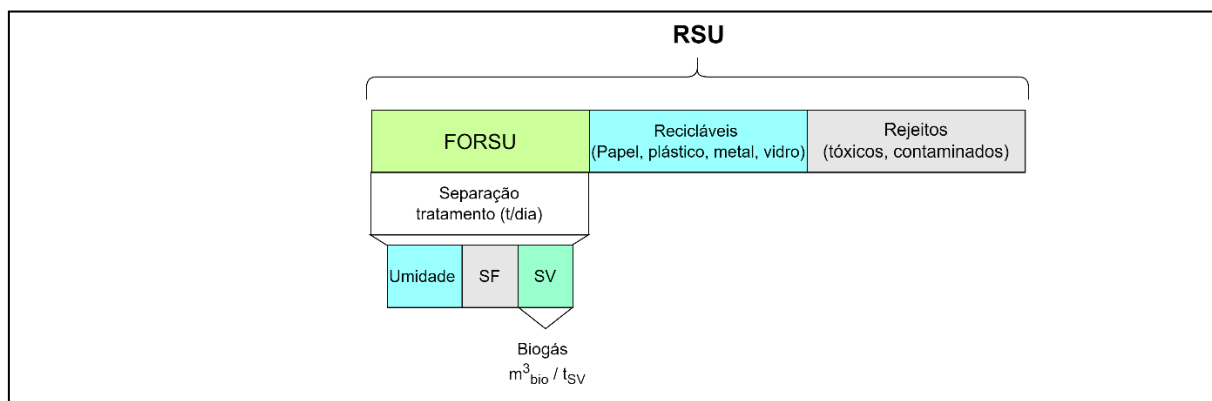 RSU
FORSU
Recicláveis
(Papel, plástico, metal, vidro)
Rejeitos
(tóxicos, contaminados)
Separação
tratamento (t/dia)
Umidade
SF
SV
Biogás
m³bio / tSV